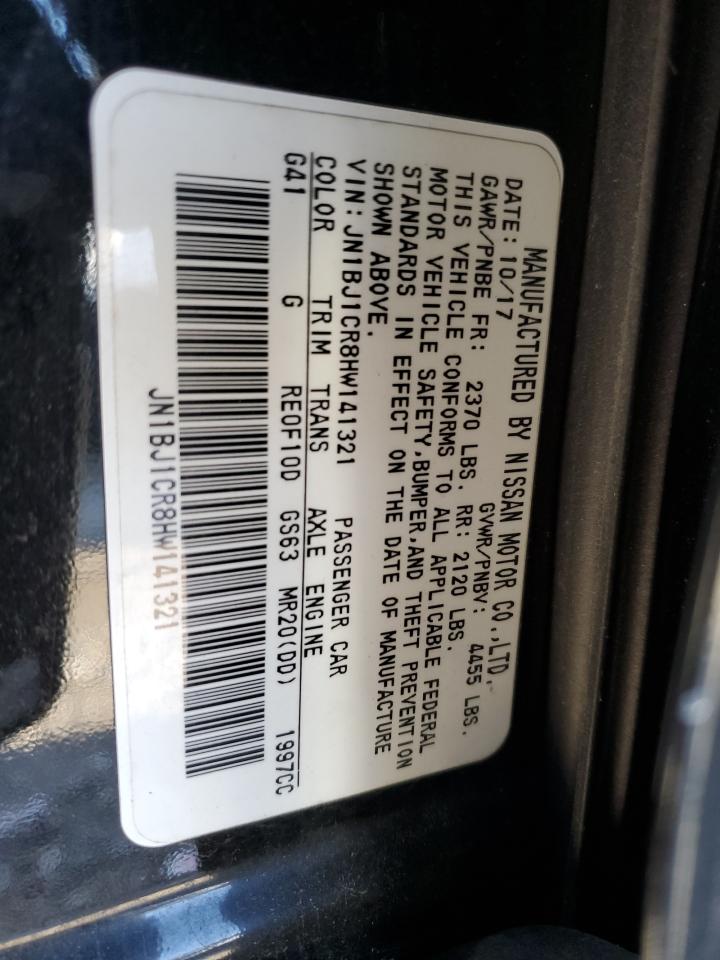 MANUFACTURED BY NISSAN MOTOR CO.,LTD.
DATE: 10/17 GVWR/PNBV: 4455 LBS.
GAWR/PNBE FR: 2370 LBS. RR: 2120 LBS.
THIS VEHICLE CONFORMS TO ALL APPLICABLE FEDERAL
MOTOR VEHICLE SAFETY,BUMPER,AND THEFT PREVENTION
STANDARDS IN EFFECT ON THE DATE OF MANUFACTURE
SHOWN ABOVE.
VIN:JN1BJ1CR8HW141321 PASSENGER CAR
COLOR TRIM TRANS AXLE ENGINE
G41 G RE0F10D GS63 MR20(DD) 1997CC
JN1BJ1CR8HW141321